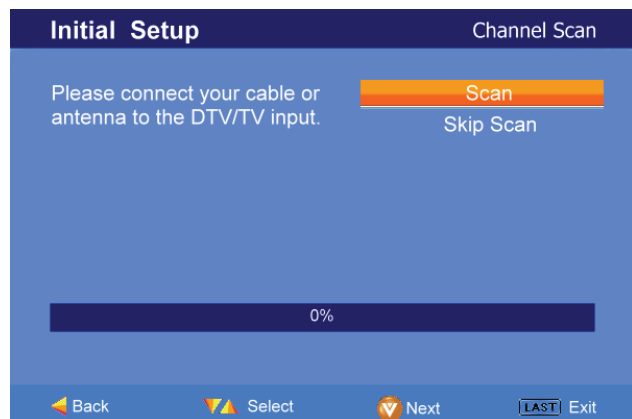 Initial Setup
Channel Scan
Please connect your cable or
antenna to the DTV/TV input.
Scan
Skip Scan
0%
Back
Select
V Next
LAST Exit